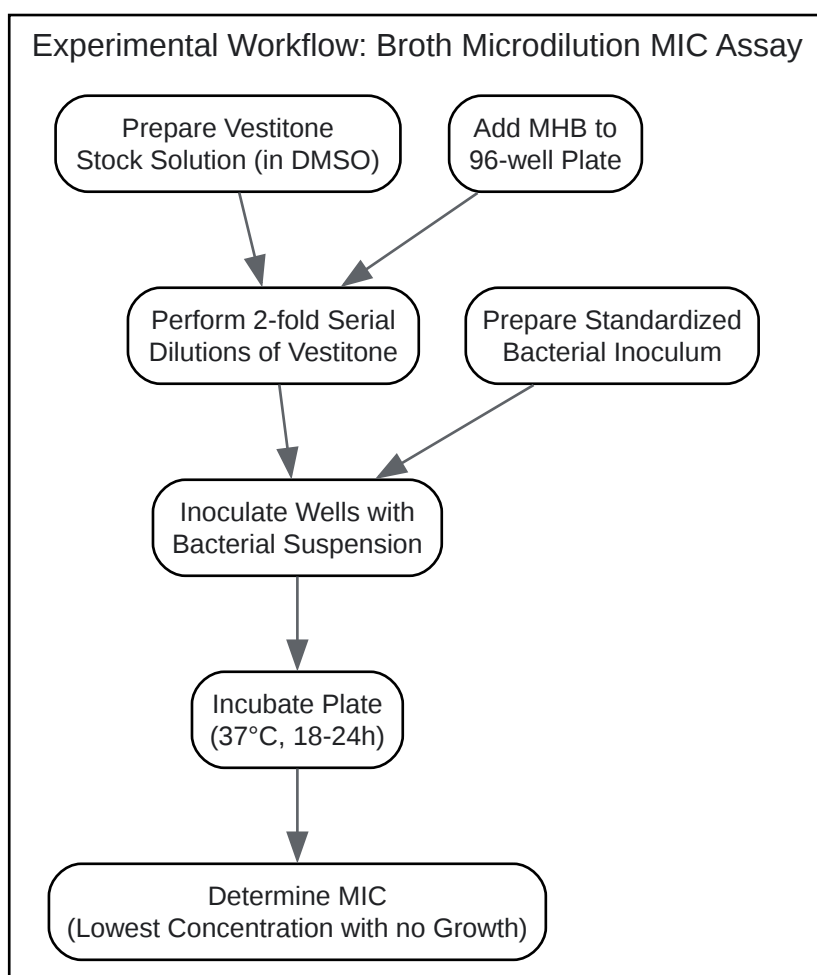 Experimental Workflow: Broth Microdilution MIC Assay
Prepare Vestitone
Stock Solution (in DMSO)
Add MHB to
96-well Plate
Perform 2-fold Serial
Dilutions of Vestitone
Prepare Standardized
Bacterial Inoculum
Inoculate Wells with
Bacterial Suspension
Incubate Plate
(37°C, 18-24h)
Determine MIC
(Lowest Concentration with no Growth)